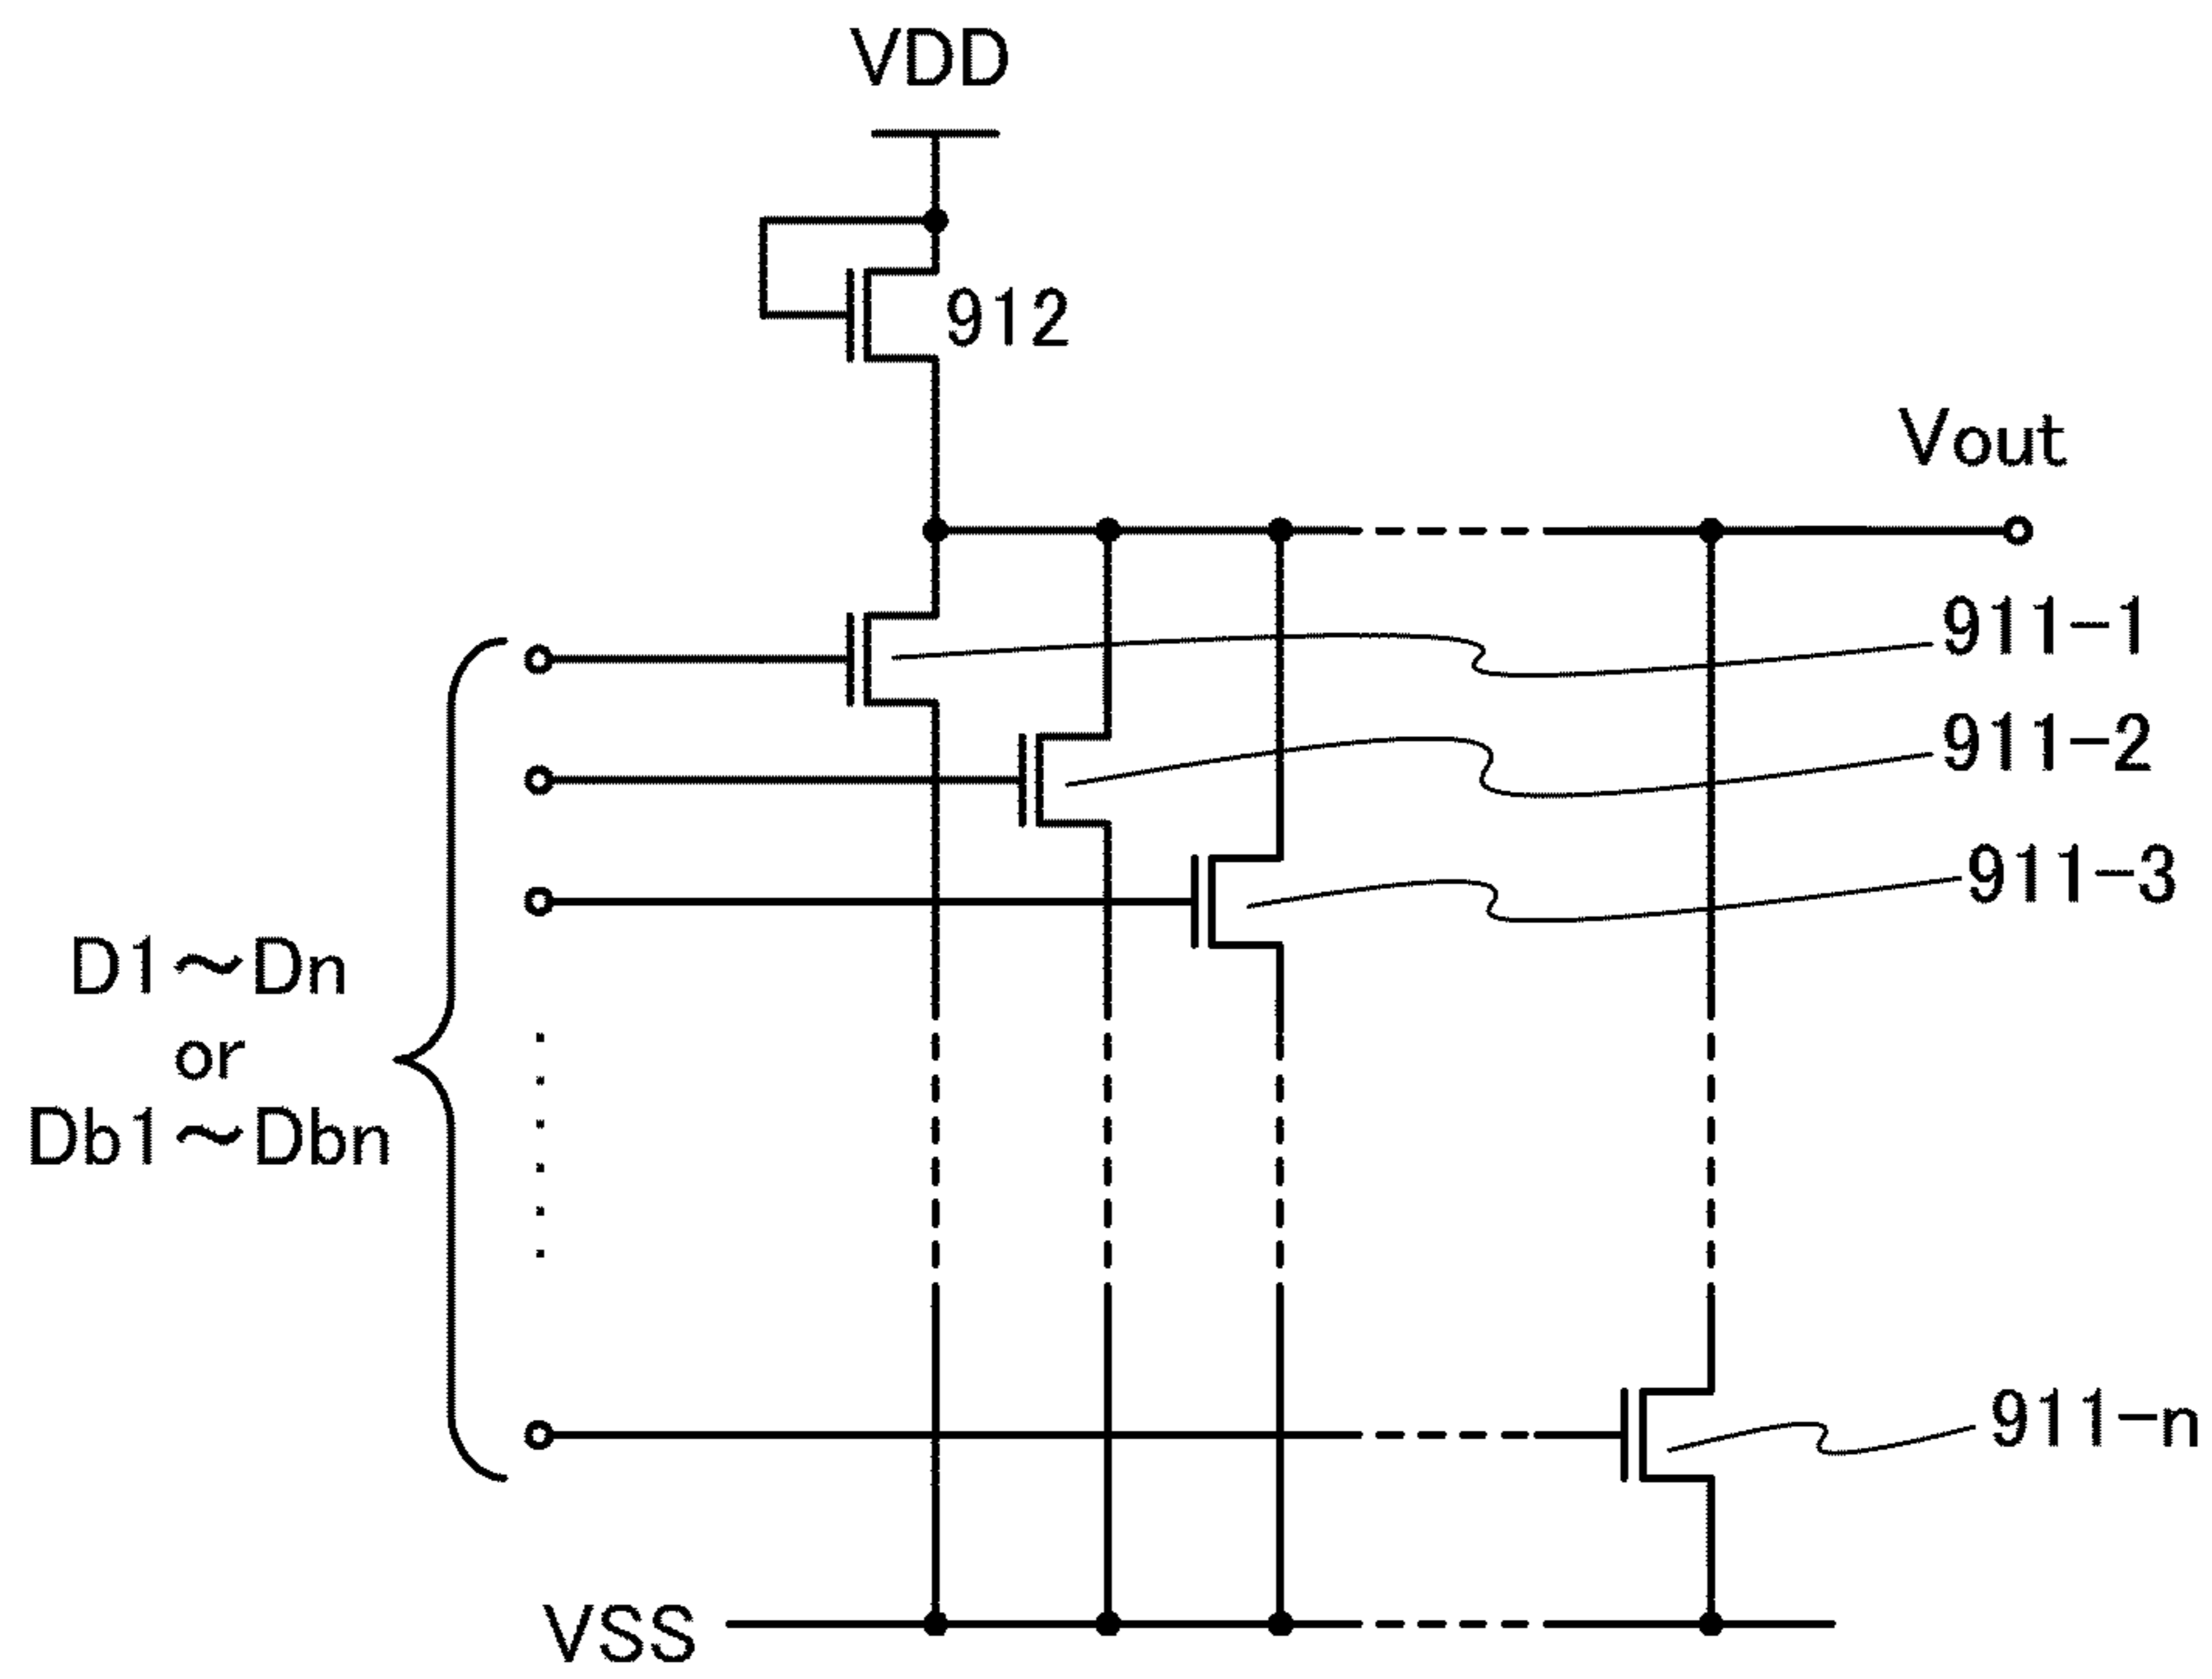 VDD
912
Vout
911-1
911-2
911-3
D1～Dn
or
Db1～Dbn
911-n
VSS